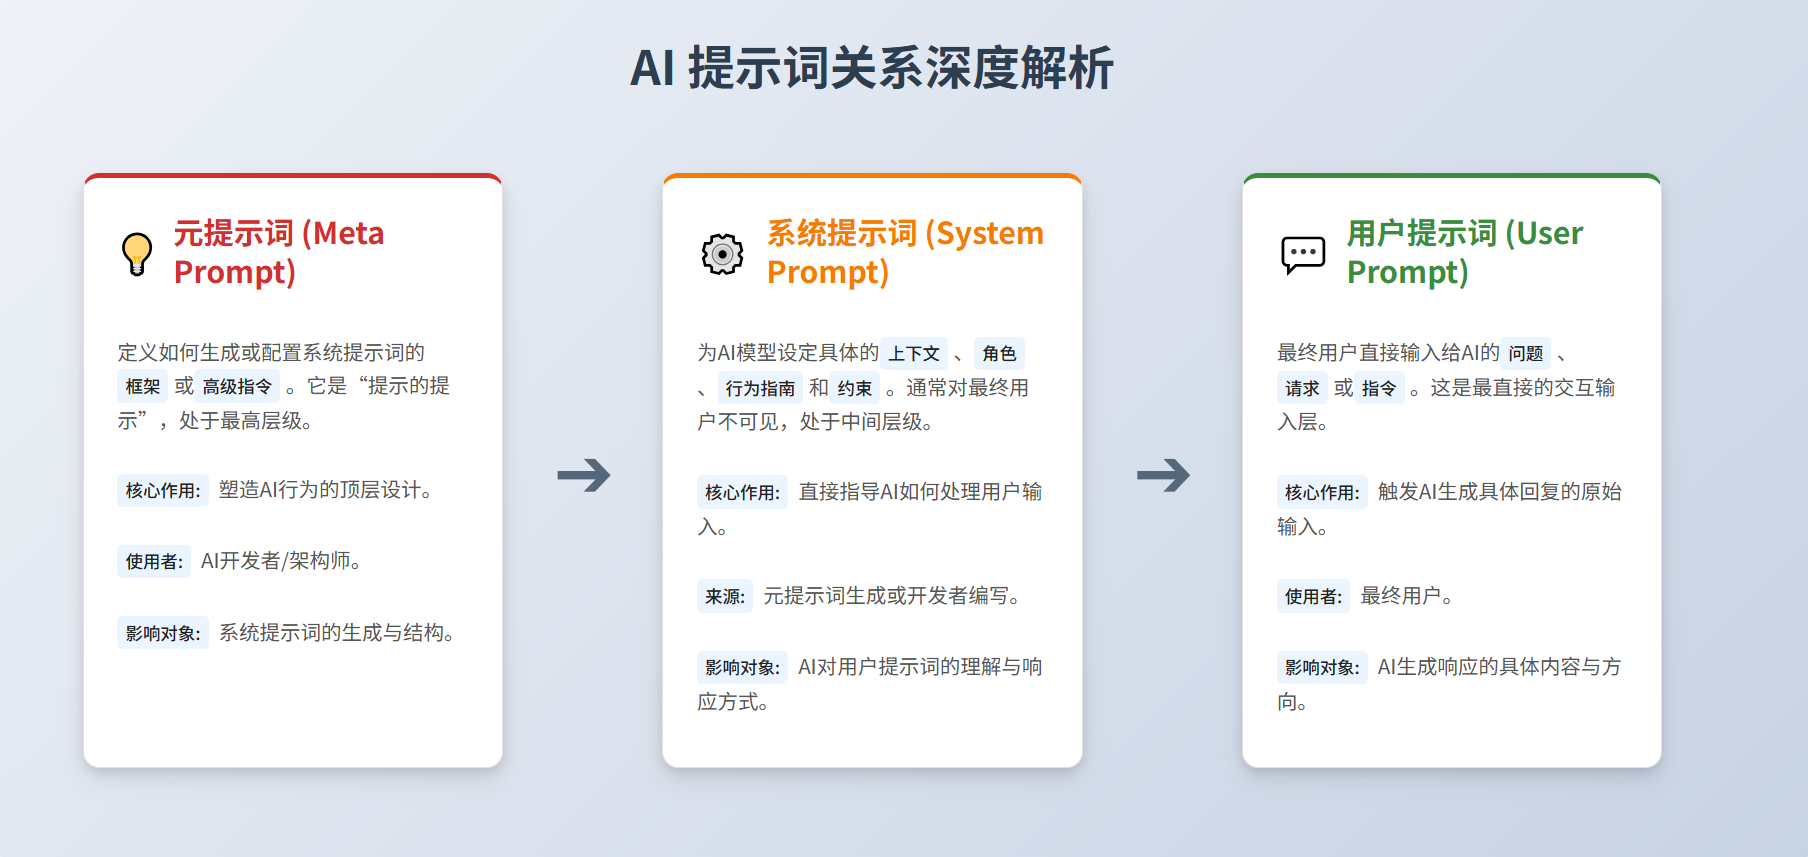 AI 提示词关系深度解析
元提示词 (Meta
Prompt)
定义如何生成或配置系统提示词的
框架 或 高级指令 。它是“提示的提
示”，处于最高层级。
核心作用: 塑造AI行为的顶层设计。
使用者: AI开发者/架构师。
影响对象: 系统提示词的生成与结构。
系统提示词 (System
Prompt)
为AI模型设定具体的 上下文 、 角色
、 行为指南 和 约束 。通常对最终用
户不可见，处于中间层级。
核心作用: 直接指导AI如何处理用户输
入。
来源: 元提示词生成或开发者编写。
影响对象: AI对用户提示词的理解与响
应方式。
用户提示词 (User
Prompt)
最终用户直接输入给AI的 问题 、
请求 或 指令 。这是最直接的交互输
入层。
核心作用: 触发AI生成具体回复的原始
输入。
使用者: 最终用户。
影响对象: AI生成响应的具体内容与方
向。